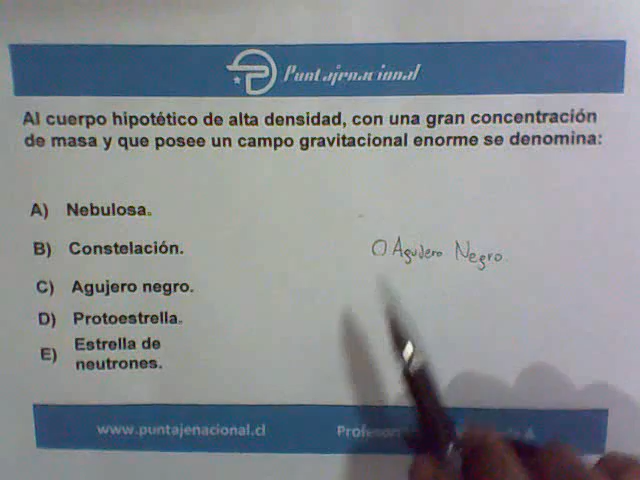 Puntajenacional
Al cuerpo hipotético de alta densidad, con una gran concentración
de masa y que posee un campo gravitacional enorme se denomina:
A) Nebulosa.
B) Constelación.
O Agujero Negro.
C) Agujero negro.
D) Protoestrella.
E) Estrella de
neutrones.
www.puntajenacional.cl